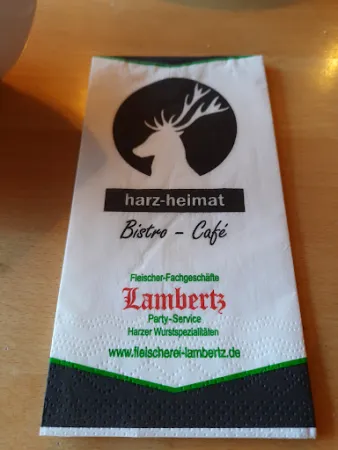 harz-heimat
Bistro - Café
Fleischer-Fachgeschäfte
Lambertz
Party-Service
Harzer Wurstspezialitäten
www.fleischerei-lambertz.de